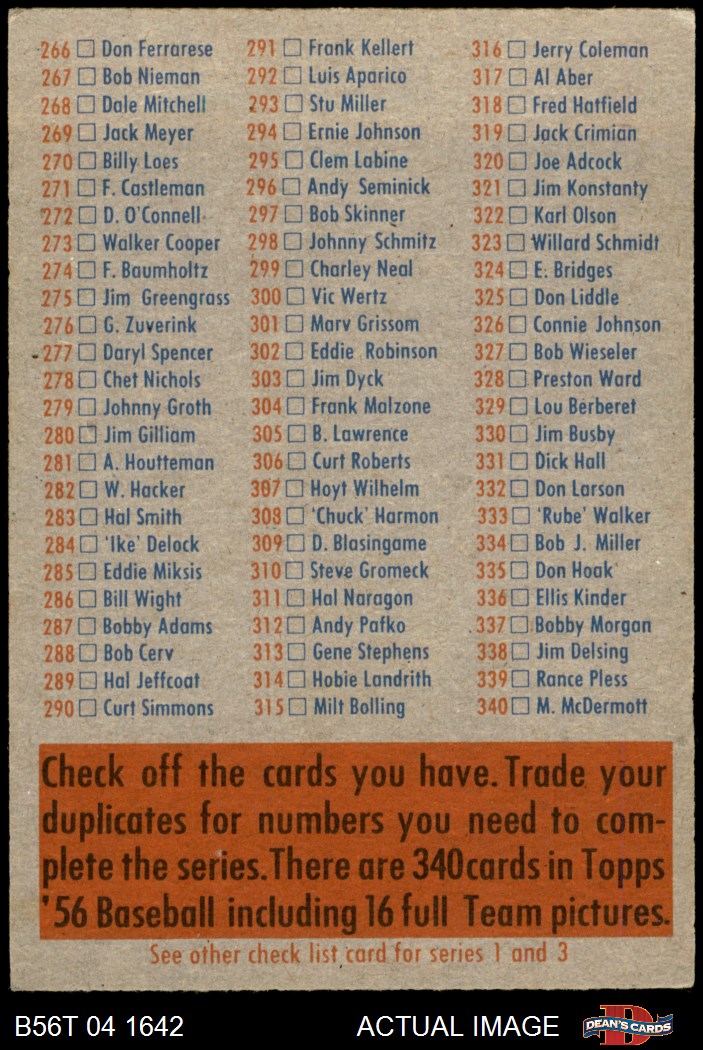 266 Don Ferrarese
267 Bob Nieman
268 Dale Mitchell
269 Jack Meyer
270 Billy Loes
271 F. Castleman
272 D. O'Connell
273 Walker Cooper
274 F. Baumholtz
275 Jim Greengrass
276 G. Zuverink
277 Daryl Spencer
278 Chet Nichols
279 Johnny Groth
280 Jim Gilliam
281 A. Houtteman
282 W. Hacker
283 Hal Smith
284 'Ike' Delock
285 Eddie Miksis
286 Bill Wight
287 Bobby Adams
288 Bob Cerv
289 Hal Jeffcoat
290 Curt Simmons
291 Frank Kellert
292 Luis Aparico
293 Stu Miller
294 Ernie Johnson
295 Clem Labine
296 Andy Seminick
297 Bob Skinner
298 Johnny Schmitz
299 Charley Neal
300 Vic Wertz
301 Marv Grissom
302 Eddie Robinson
303 Jim Dyck
304 Frank Malzone
305 B. Lawrence
306 Curt Roberts
307 Hoyt Wilhelm
308 'Chuck' Harmon
309 D. Blasingame
310 Steve Gromeck
311 Hal Naragon
312 Andy Pafko
313 Gene Stephens
314 Hobie Landrith
315 Milt Bolling
316 Jerry Coleman
317 Al Aber
318 Fred Hatfield
319 Jack Crimian
320 Joe Adcock
321 Jim Konstanty
322 Karl Olson
323 Willard Schmidt
324 E. Bridges
325 Don Liddle
326 Connie Johnson
327 Bob Wieseler
328 Preston Ward
329 Lou Berberet
330 Jim Busby
331 Dick Hall
332 Don Larson
333 'Rube' Walker
334 Bob J. Miller
335 Don Hoak
336 Ellis Kinder
337 Bobby Morgan
338 Jim Delsing
339 Rance Pless
340 M. McDermott
Check off the cards you have. Trade your
duplicates for numbers you need to com-
plete the series. There are 340 cards in Topps
'56 Baseball including 16 full Team pictures.
See other check list card for series 1 and 3
B56T 04 1642 ACTUAL IMAGE
D
DEAN'S CARDS